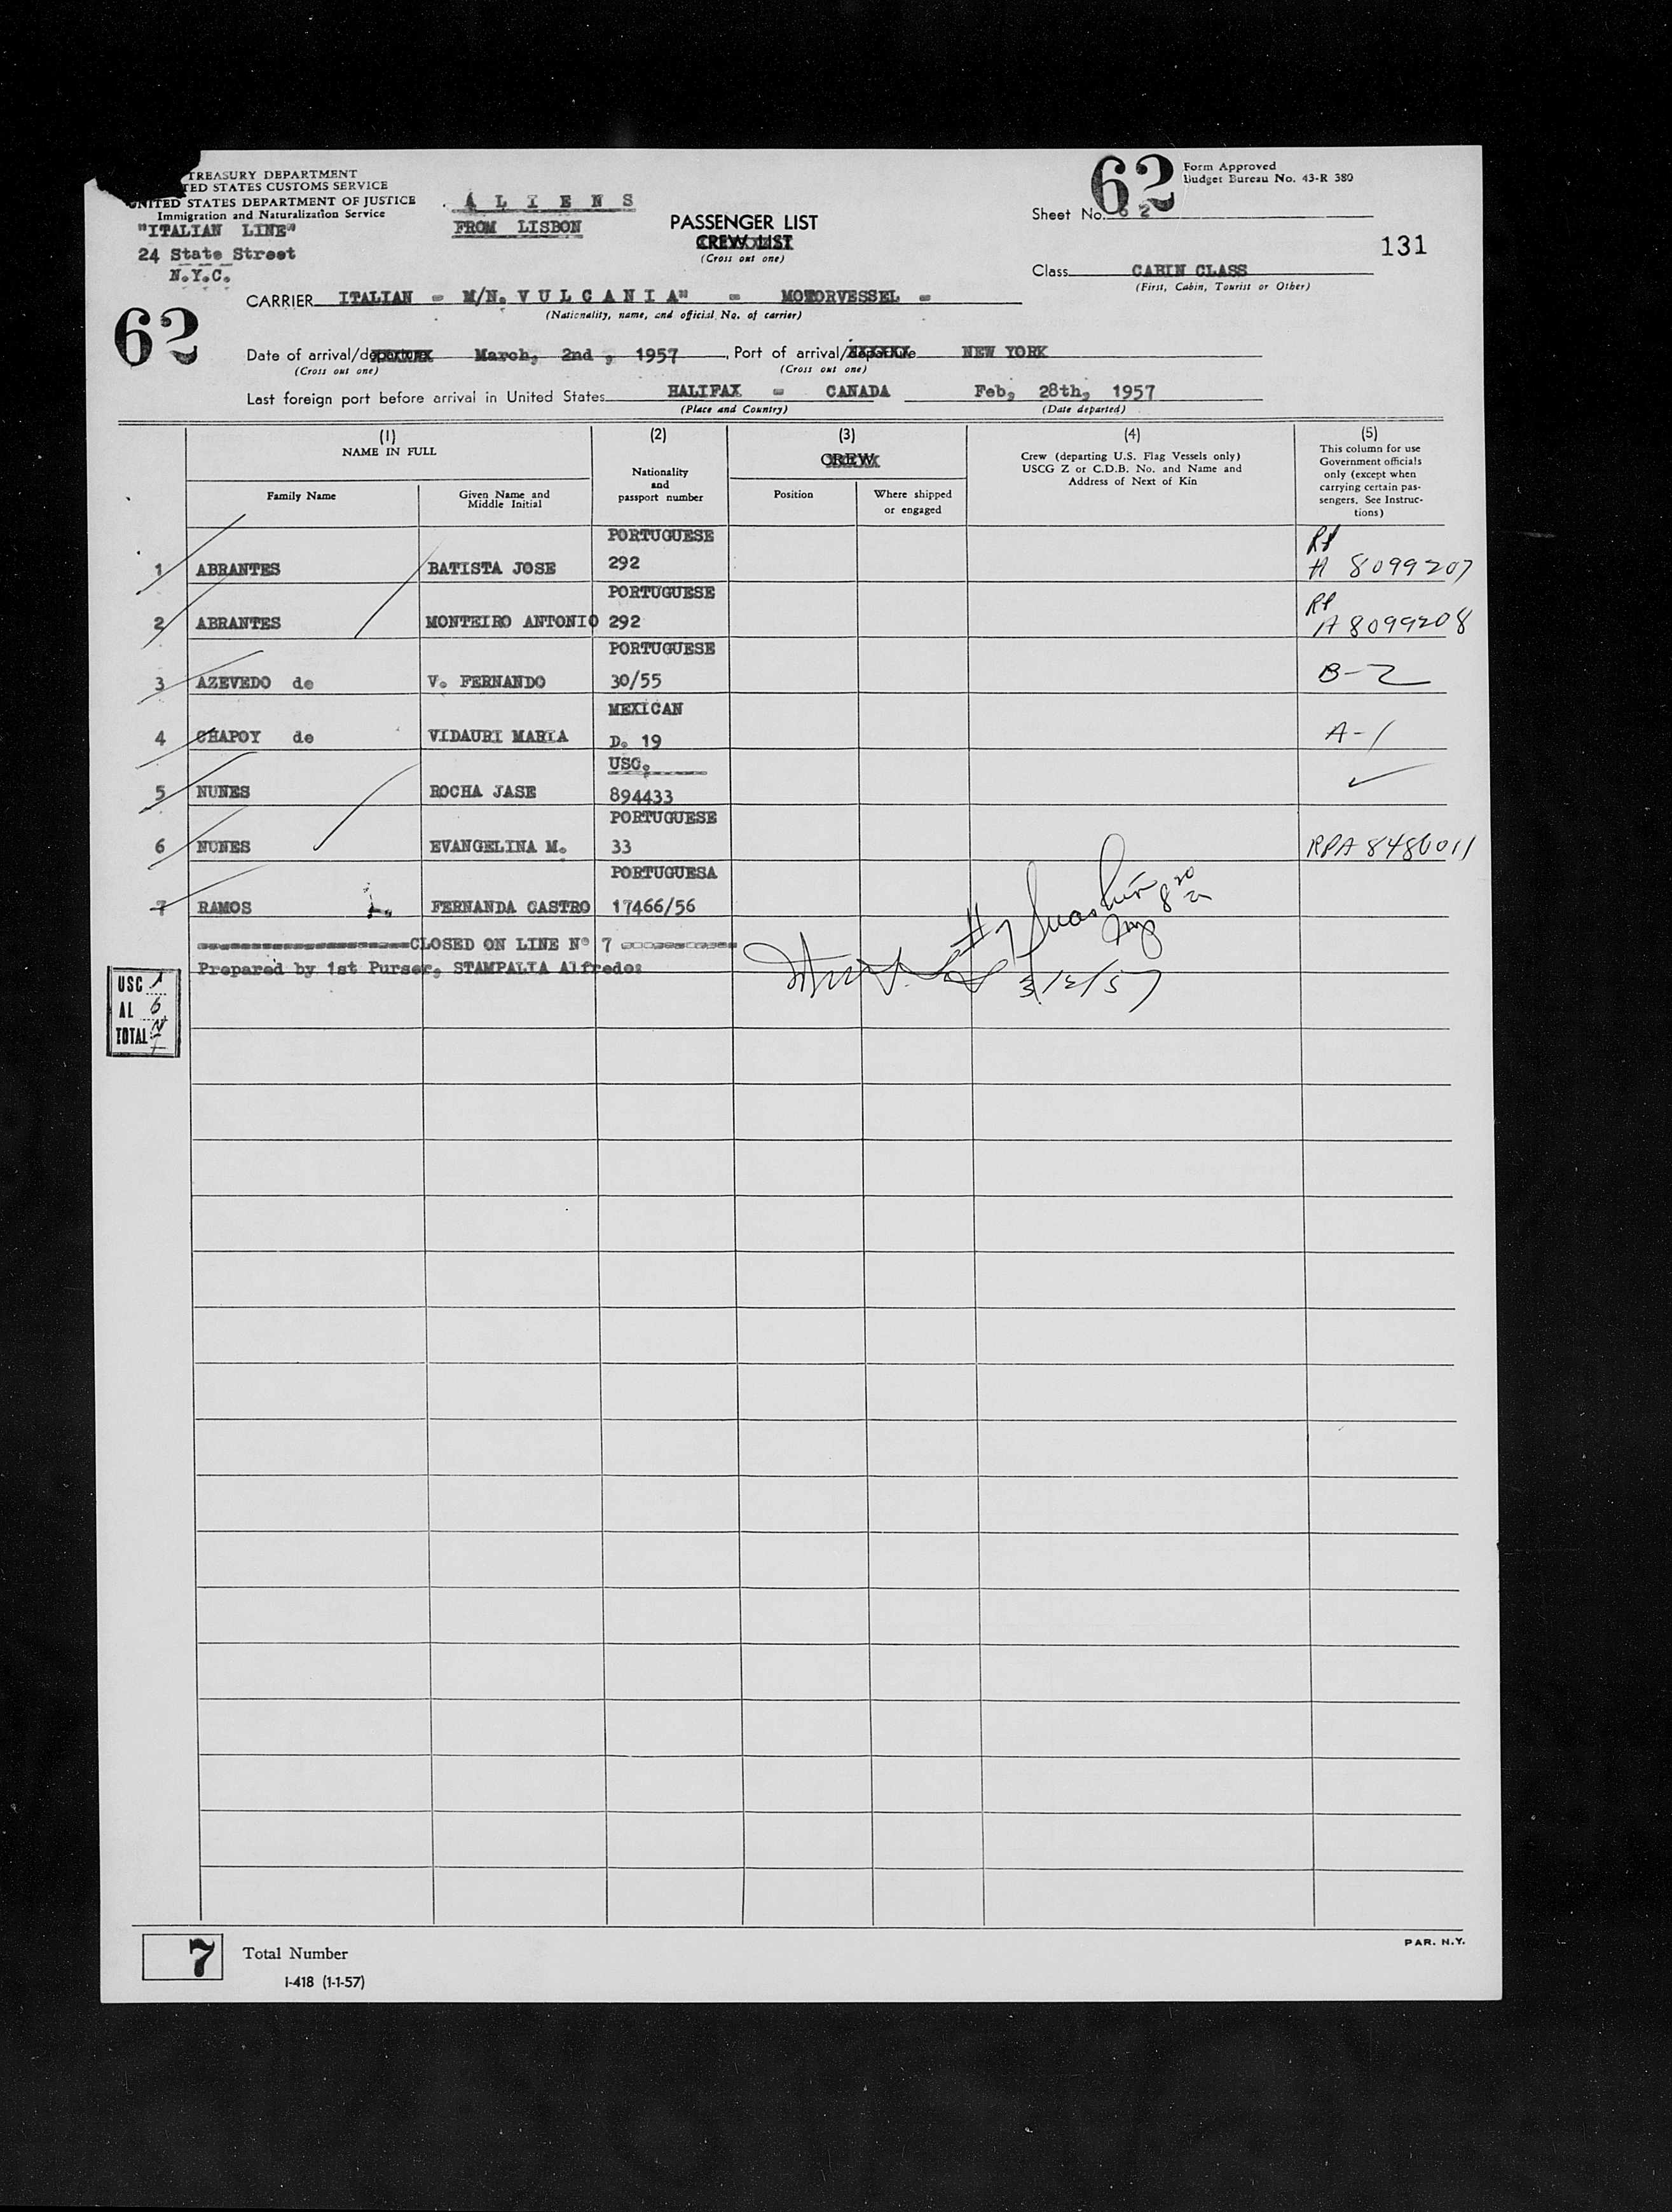 TREASURY DEPARTMENT
TED STATES CUSTOMS SERVICE
UNITED STATES DEPARTMENT OF JUSTICE
Immigration and Naturalization Service
"ITALIAN LINE"
24 State Street
N.Y.C.
A L I E N S
FROM LISBON
PASSENGER LIST
CREW LIST
(Cross out one)
62
Form Approved
Budget Bureau No. 43-R 380
Sheet No. 62
131
Class CABIN CLASS
(First, Cabin, Tourist or Other)
62
CARRIER ITALIAN = M/N. V U L C A N I A" = MOTORVESSEL =
(Nationality, name, and official No. of carrier)
Date of arrival/departure March, 2nd, 1957, Port of arrival/departure NEW YORK
(Cross out one) (Cross out one)
Last foreign port before arrival in United States HALIFAX = CANADA Feb, 28th, 1957
(Place and Country) (Date departed)
(1) (2) (3) (4) (5)
NAME IN FULL
Family Name
Given Name and
Middle Initial
Nationality
and
passport number
CREW
Position
Where shipped
or engaged
Crew (departing U.S. Flag Vessels only)
USCG Z or C.D.B. No. and Name and
Address of Next of Kin
This column for use
Government officials
only (except when
carrying certain pas-
sengers. See Instruc-
tions)
PORTUGUESE
1 ABRANTES BATISTA JOSE 292 A 8099207
PORTUGUESE
2 ABRANTES MONTEIRO ANTONIO 292 A 8099208
PORTUGUESE
3 AZEVEDO de V. FERNANDO 30/55 B-2
MEXICAN
4 CHAPOY de VIDAURI MARIA D. 19 A-1
USC.
5 NUNES ROCHA JASE 894433
PORTUGUESE
6 NUNES EVANGELINA M. 33 RPA 8486011
PORTUGUESA
7 RAMOS FERNANDA CASTRO 17466/56
CLOSED ON LINE Nº 7
Prepared by 1st Purser, STAMPALIA Alfredo:
#7
3/2/57
USC 1
AL 6
TOTAL 7
7 Total Number
I-418 (1-1-57)
PAR. N.Y.